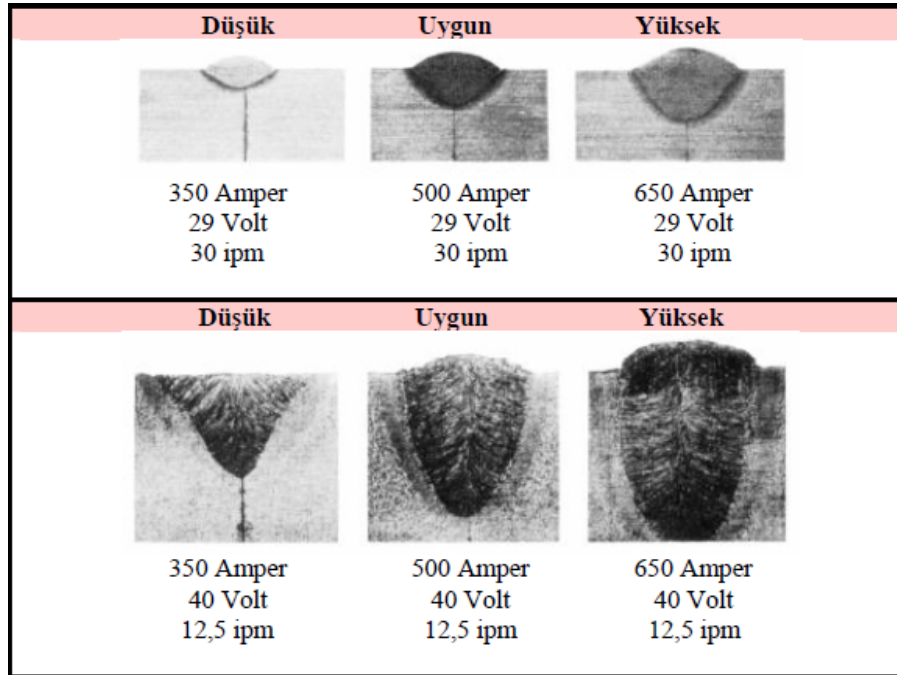 Düşük Uygun Yüksek
350 Amper 500 Amper 650 Amper
29 Volt 29 Volt 29 Volt
30 ipm 30 ipm 30 ipm
Düşük Uygun Yüksek
350 Amper 500 Amper 650 Amper
40 Volt 40 Volt 40 Volt
12,5 ipm 12,5 ipm 12,5 ipm